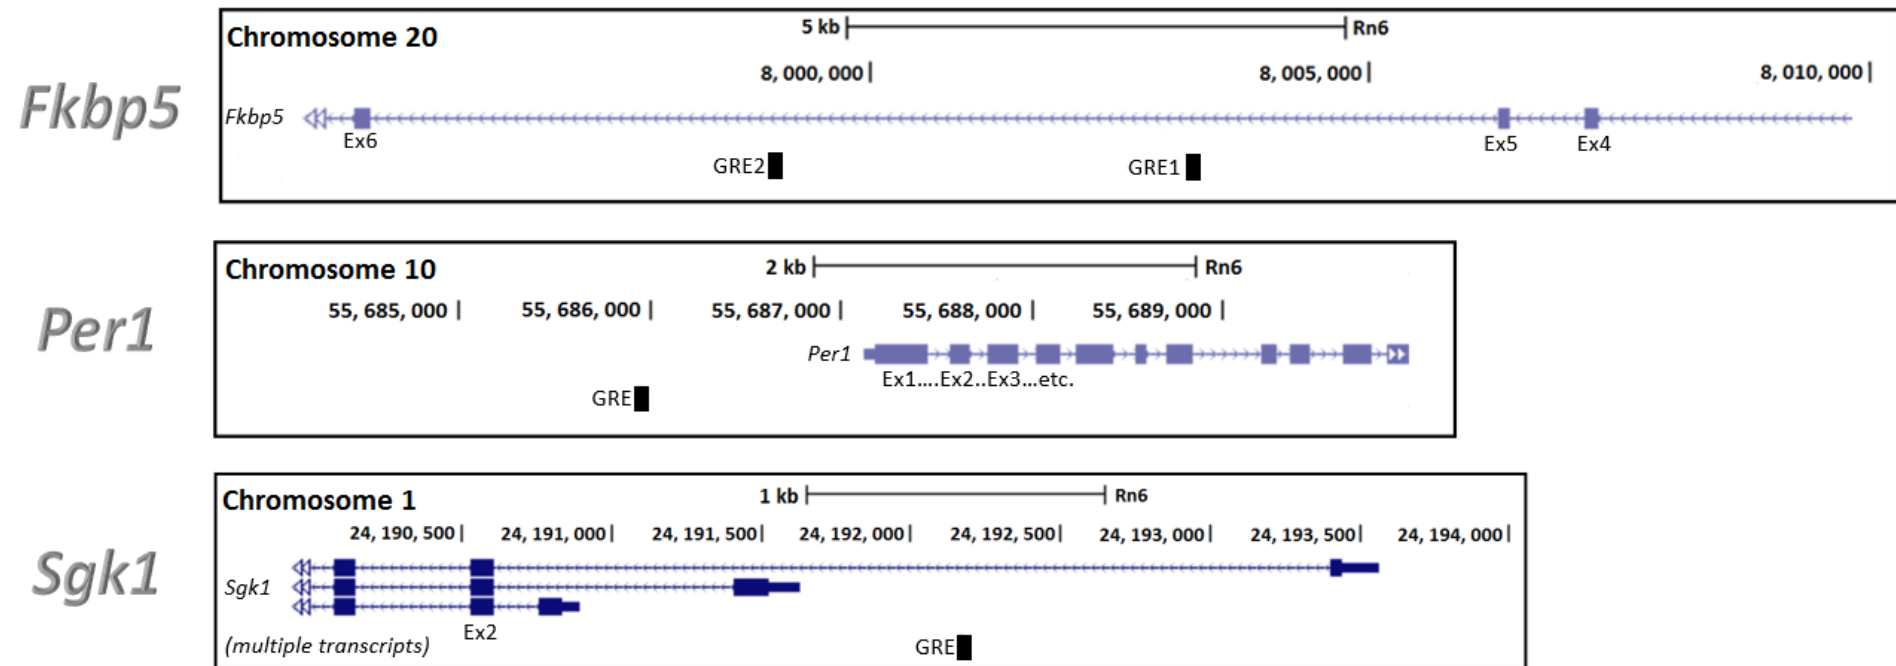 Fkbp5
Chromosome 20
5 kb Rn6
8, 000, 000 8, 005, 000 8, 010, 000
Fkbp5
Ex6 Ex5 Ex4
GRE2 GRE1
Per1
Chromosome 10
2 kb Rn6
55, 685, 000 55, 686, 000 55, 687, 000 55, 688, 000 55, 689, 000
Per1
Ex1....Ex2..Ex3...etc.
GRE
Sgk1
Chromosome 1
1 kb Rn6
24, 190, 500 24, 191, 000 24, 191, 500 24, 192, 000 24, 192, 500 24, 193, 000 24, 193, 500 24, 194, 000
Sgk1
Ex2
(multiple transcripts) GRE